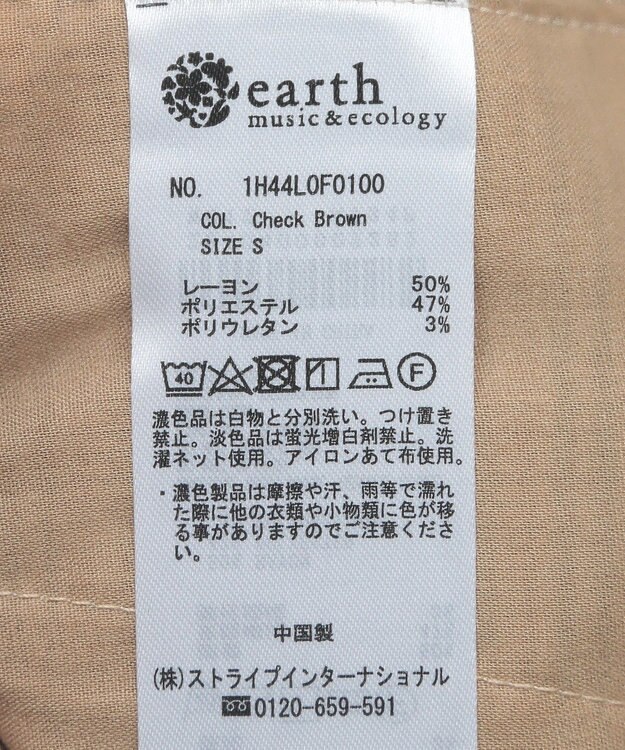 earth
music&ecology
NO. 1H44L0F0100
COL. Check Brown
SIZE S
レーヨン 50%
ポリエステル 47%
ポリウレタン 3%
40
F
濃色品は白物と分別洗い。つけ置き
禁止。淡色品は蛍光増白剤禁止。洗
濯ネット使用。アイロンあて布使用。
・濃色製品は摩擦や汗、雨等で濡れ
た際に他の衣類や小物類に色が移
る事がありますのでご注意くださ
い。
中国製
(株)ストライプインターナショナル
0120-659-591